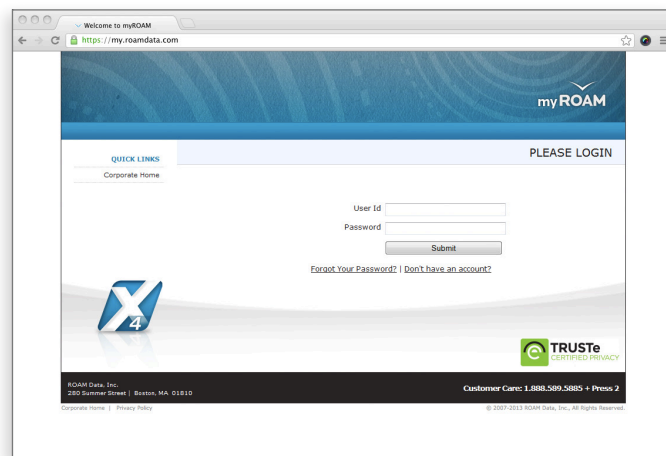 Welcome to myROAM
https://my.roamdata.com
myROAM
PLEASE LOGIN
QUICK LINKS
Corporate Home
User Id
Password
Submit
Forgot Your Password? | Don't have an account?
X4
TRUSTe
CERTIFIED PRIVACY
ROAM Data, Inc.
280 Summer Street | Boston, MA 01810
Customer Care: 1.888.589.5885 + Press 2
Corporate Home | Privacy Policy
© 2007-2013 ROAM Data, Inc., All Rights Reserved.